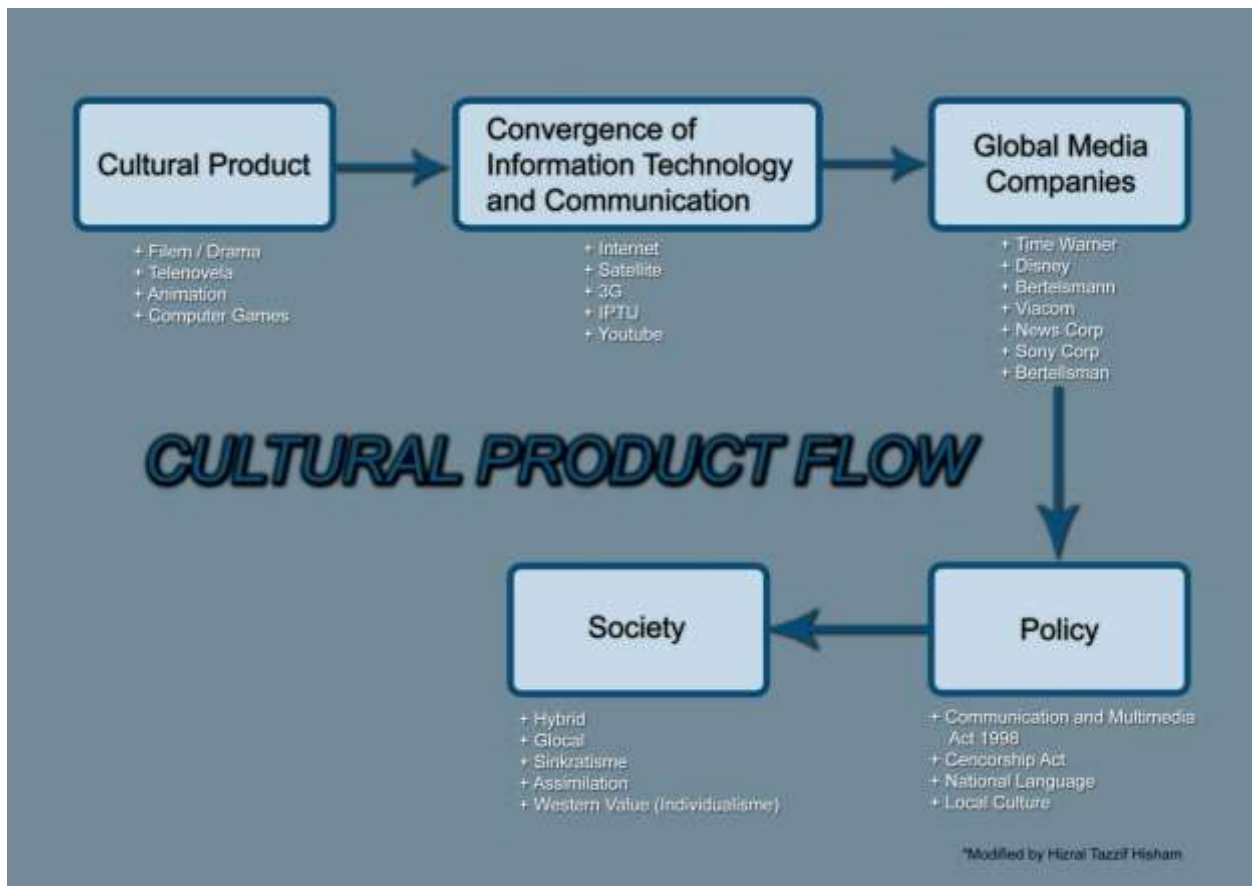 Cultural Product
+ Filem / Drama
+ Telenovela
+ Animation
+ Computer Games
Convergence of
Information Technology
and Communication
+ Internet
+ Satellite
+ 3G
+ IPTU
+ Youtube
Global Media
Companies
+ Time Warner
+ Disney
+ Bertelsmann
+ Viacom
+ News Corp
+ Sony Corp
+ Bertellsman
CULTURAL PRODUCT FLOW
Society
+ Hybrid
+ Glocal
+ Sinkratisme
+ Assimilation
+ Western Value (Individualisme)
Policy
+ Communication and Multimedia
Act 1998
+ Cencorship Act
+ National Language
+ Local Culture
*Modified by Hizral Tazzif Hisham